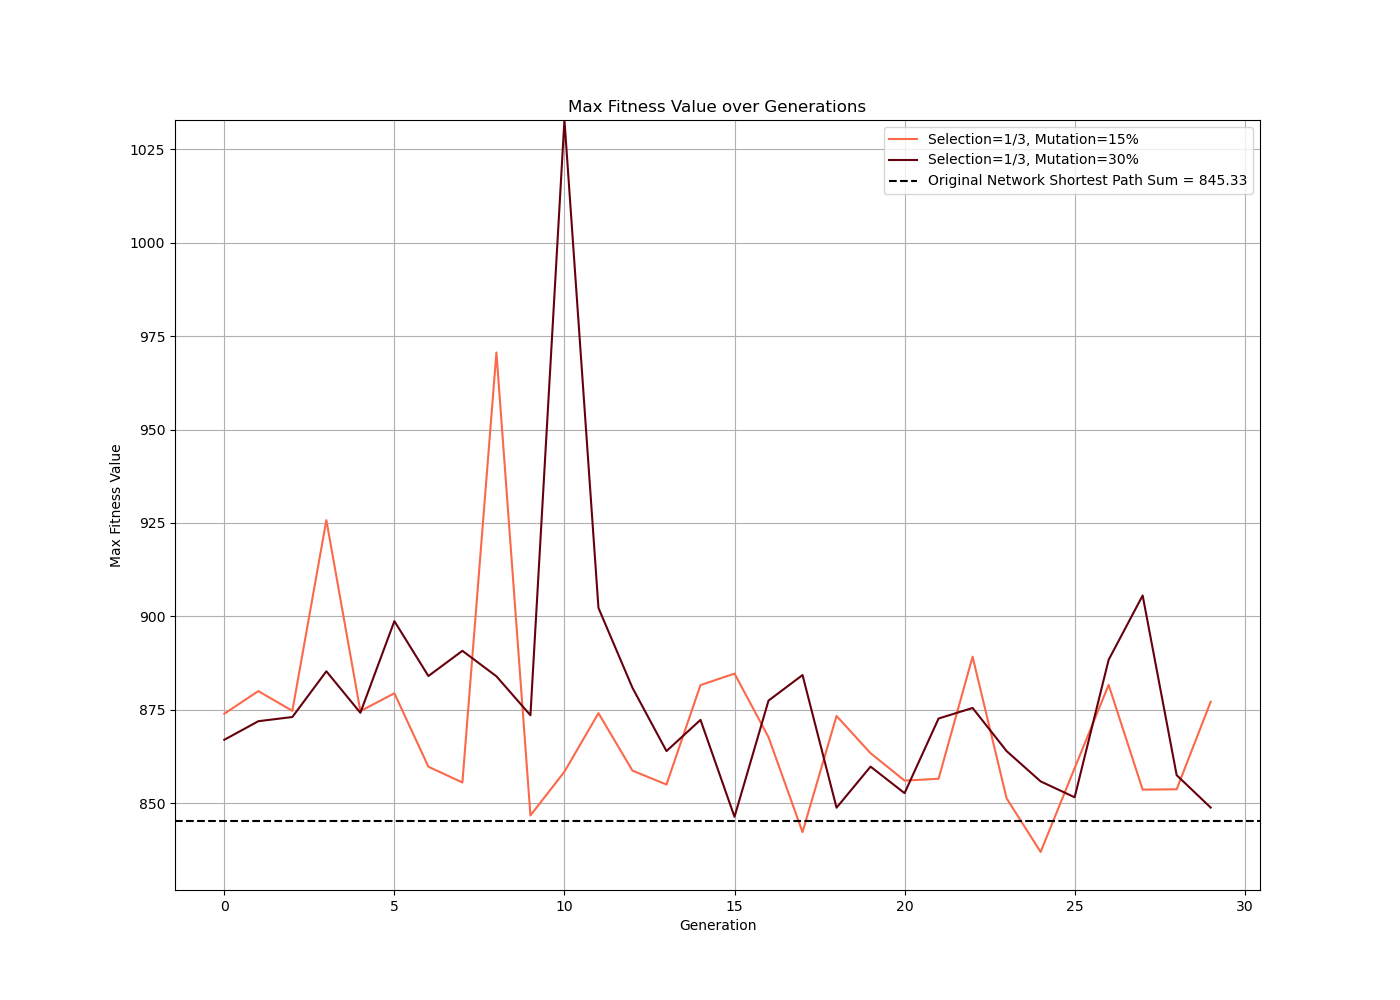 Max Fitness Value over Generations
Selection=1/3, Mutation=15%
Selection=1/3, Mutation=30%
Original Network Shortest Path Sum = 845.33
Max Fitness Value
1025
1000
975
950
925
900
875
850
0 5 10 15 20 25 30
Generation